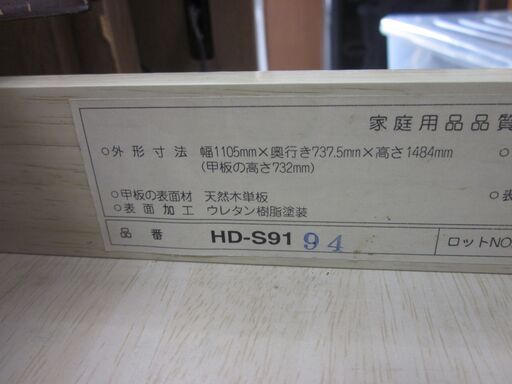 家庭用品品質
○外形寸法 幅1105mm×奥行き737.5mm×高さ1484mm
(甲板の高さ732mm)
○甲板の表面材 天然木単板
○表面加工 ウレタン樹脂塗装
品番 HD-S91 94 ロットNO.